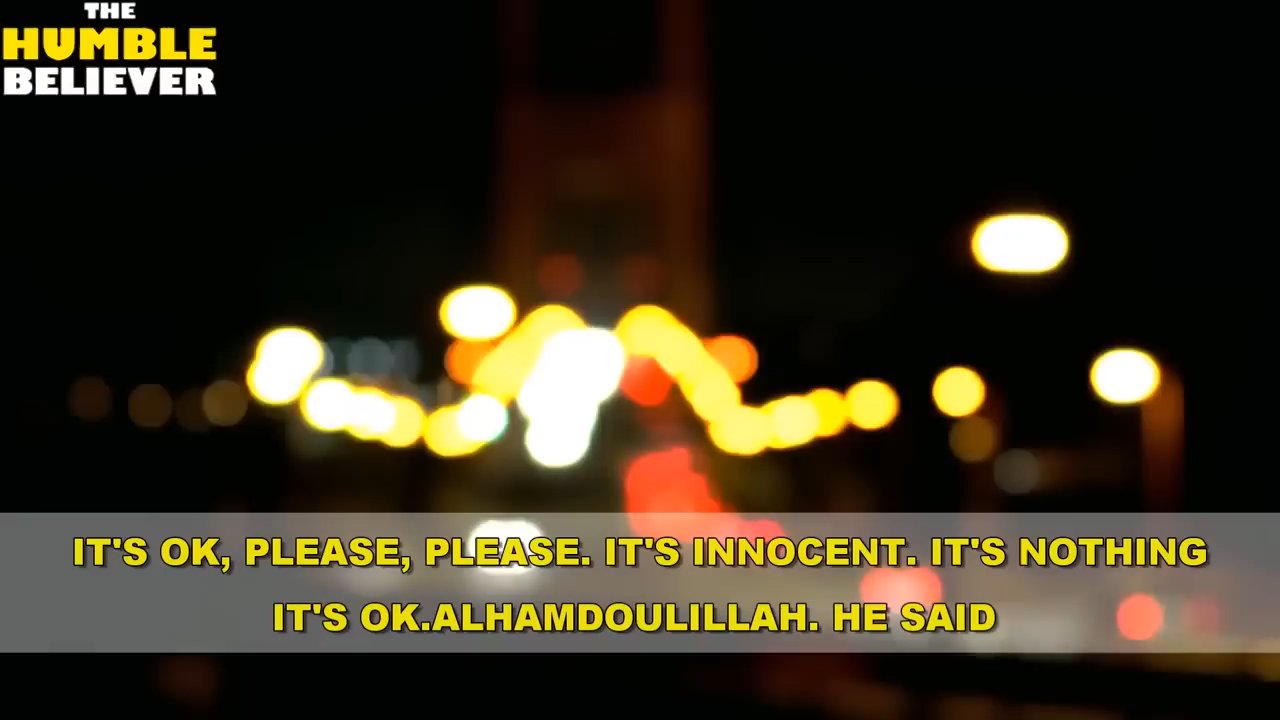 THE
HUMBLE
BELIEVER
IT'S OK, PLEASE, PLEASE. IT'S INNOCENT. IT'S NOTHING
IT'S OK.ALHAMDOULILLAH. HE SAID